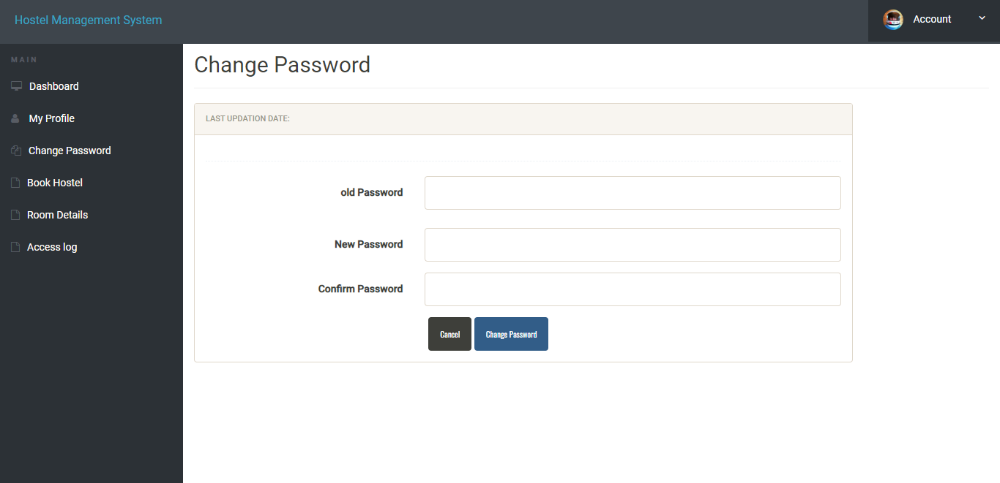 Hostel Management System
Account
MAIN
Dashboard
My Profile
Change Password
Book Hostel
Room Details
Access log
Change Password
LAST UPDATION DATE:
old Password
New Password
Confirm Password
Cancel Change Password